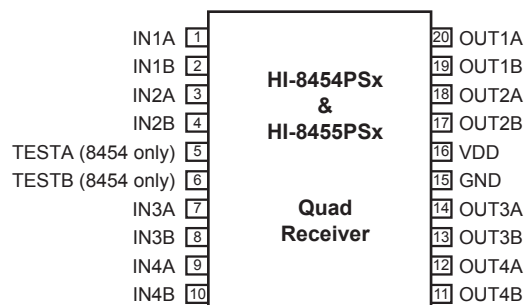 IN1A 1 20 OUT1A
IN1B 2 19 OUT1B
HI-8454PSx
IN2A 3 18 OUT2A
&
IN2B 4 17 OUT2B
HI-8455PSx
TESTA (8454 only) 5 16 VDD
TESTB (8454 only) 6 15 GND
IN3A 7 Quad 14 OUT3A
IN3B 8 Receiver 13 OUT3B
IN4A 9 12 OUT4A
IN4B 10 11 OUT4B